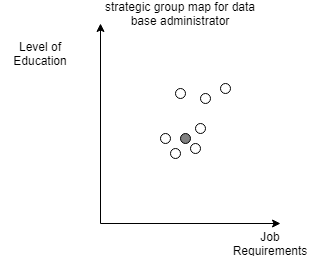 strategic group map for data
base administrator
Level of
Education
Job
Requirements